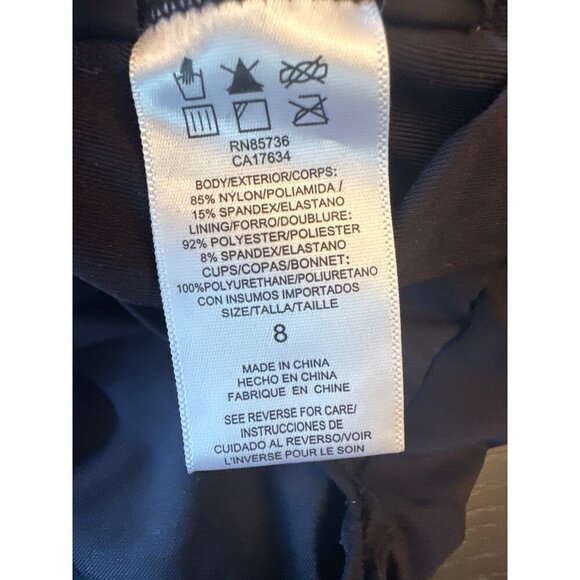 RN85736
CA17634
BODY/EXTERIOR/CORPS:
85% NYLON/POLIAMIDA /
15% SPANDEX/ELASTANO
LINING/FORRO/DOUBLURE:
92% POLYESTER/POLIESTER
8% SPANDEX/ELASTANO
CUPS/COPAS/BONNET:
100%POLYURETHANE/POLIURETANO
CON INSUMOS IMPORTADOS
SIZE/TALLA/TAILLE
8
MADE IN CHINA
HECHO EN CHINA
FABRIQUE EN CHINE
SEE REVERSE FOR CARE/
INSTRUCCIONES DE
CUIDADO AL REVERSO/VOIR
L'INVERSE POUR LE SOIN